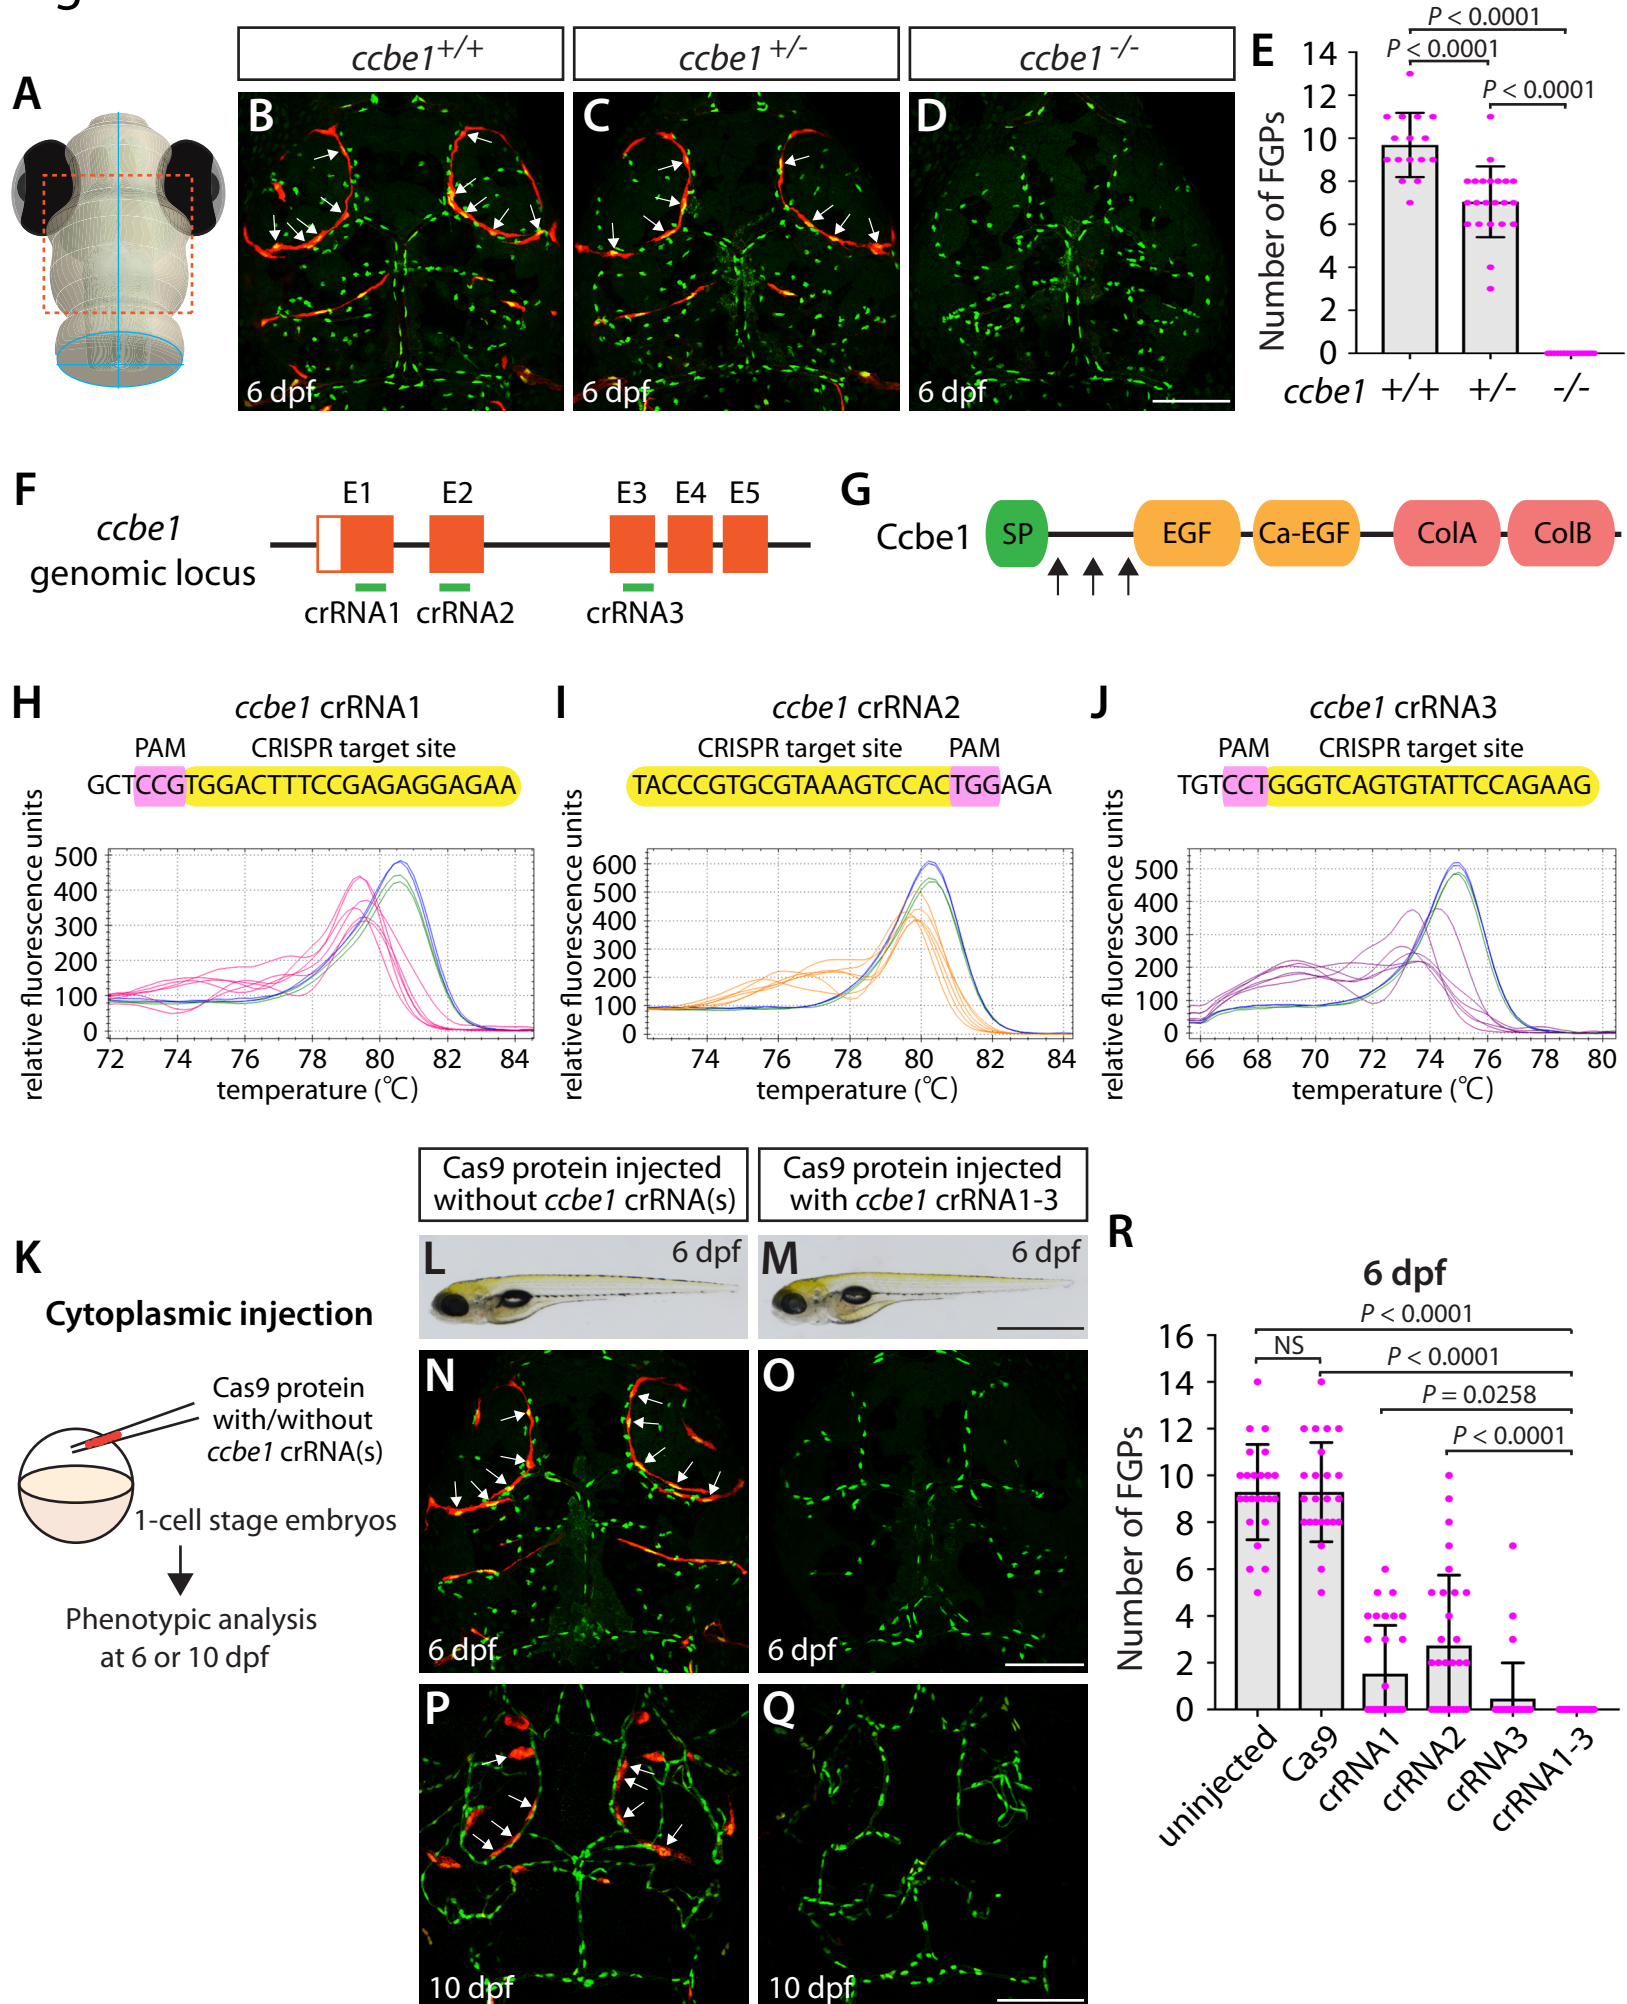 A
ccbe1+/+
ccbe1 +/-
ccbe1 -/-
B
6 dpf
C
6 dpf
D
6 dpf
E
P < 0.0001
P < 0.0001
P < 0.0001
Number of FGPs
14
12
10
8
6
4
2
0
ccbe1 +/+ +/- -/-
F
ccbe1
genomic locus
E1 E2 E3 E4 E5
crRNA1 crRNA2 crRNA3
G
Ccbe1 SP EGF Ca-EGF ColA ColB
H
ccbe1 crRNA1
PAM CRISPR target site
GCTCCGTGGACTTTCCGAGAGGAGAA
relative fluorescence units
500
400
300
200
100
0
72 74 76 78 80 82 84
temperature (℃)
I
ccbe1 crRNA2
CRISPR target site PAM
TACCCGTGCGTAAAGTCCACTGGAGA
relative fluorescence units
600
500
400
300
200
100
0
74 76 78 80 82 84
temperature (℃)
J
ccbe1 crRNA3
PAM CRISPR target site
TGTCCTGGGTCAGTGTATTCCAGAAG
relative fluorescence units
500
400
300
200
100
0
66 68 70 72 74 76 78 80
temperature (℃)
K
Cytoplasmic injection
Cas9 protein
with/without
ccbe1 crRNA(s)
1-cell stage embryos
Phenotypic analysis
at 6 or 10 dpf
Cas9 protein injected
without ccbe1 crRNA(s)
Cas9 protein injected
with ccbe1 crRNA1-3
L
6 dpf
M
6 dpf
N
6 dpf
O
6 dpf
P
10 dpf
Q
10 dpf
R
6 dpf
P < 0.0001
NS
P < 0.0001
P = 0.0258
P < 0.0001
Number of FGPs
16
14
12
10
8
6
4
2
0
uninjected
Cas9
crRNA1
crRNA2
crRNA3
crRNA1-3